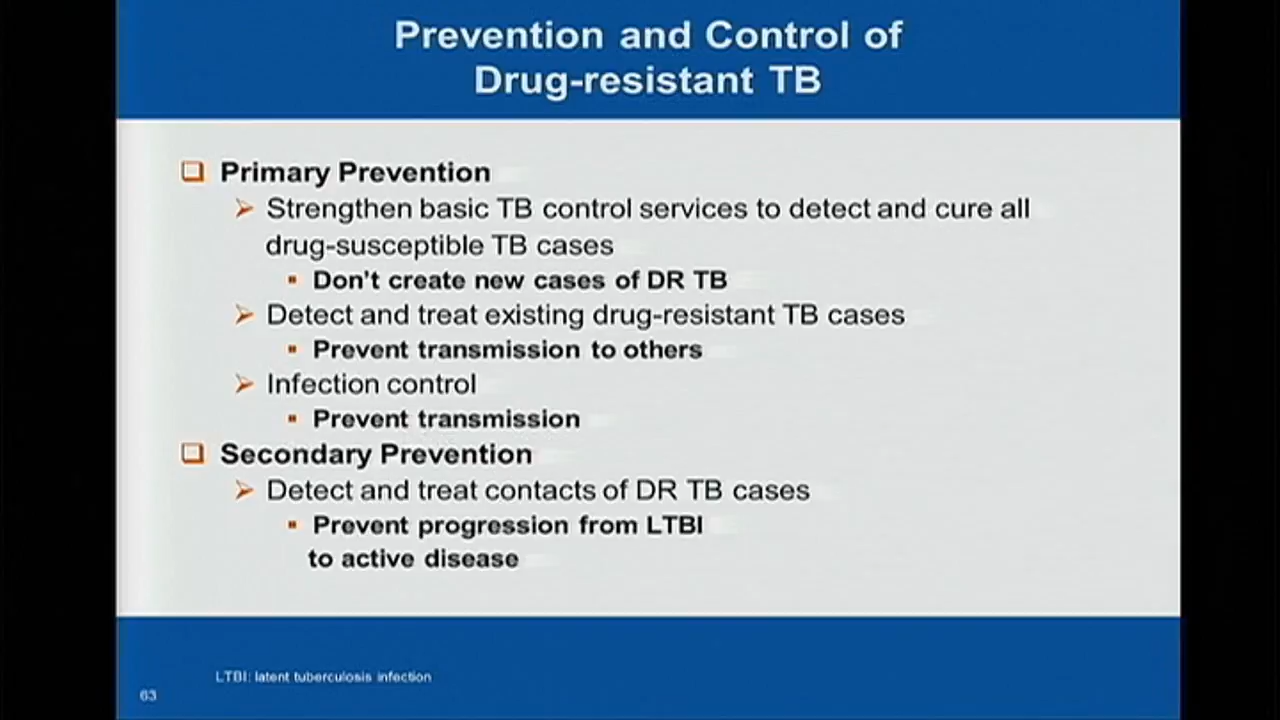 Prevention and Control of
Drug-resistant TB
Primary Prevention
Strengthen basic TB control services to detect and cure all
drug-susceptible TB cases
Don't create new cases of DR TB
Detect and treat existing drug-resistant TB cases
Prevent transmission to others
Infection control
Prevent transmission
Secondary Prevention
Detect and treat contacts of DR TB cases
Prevent progression from LTBI
to active disease
LTBI: latent tuberculosis infection
63